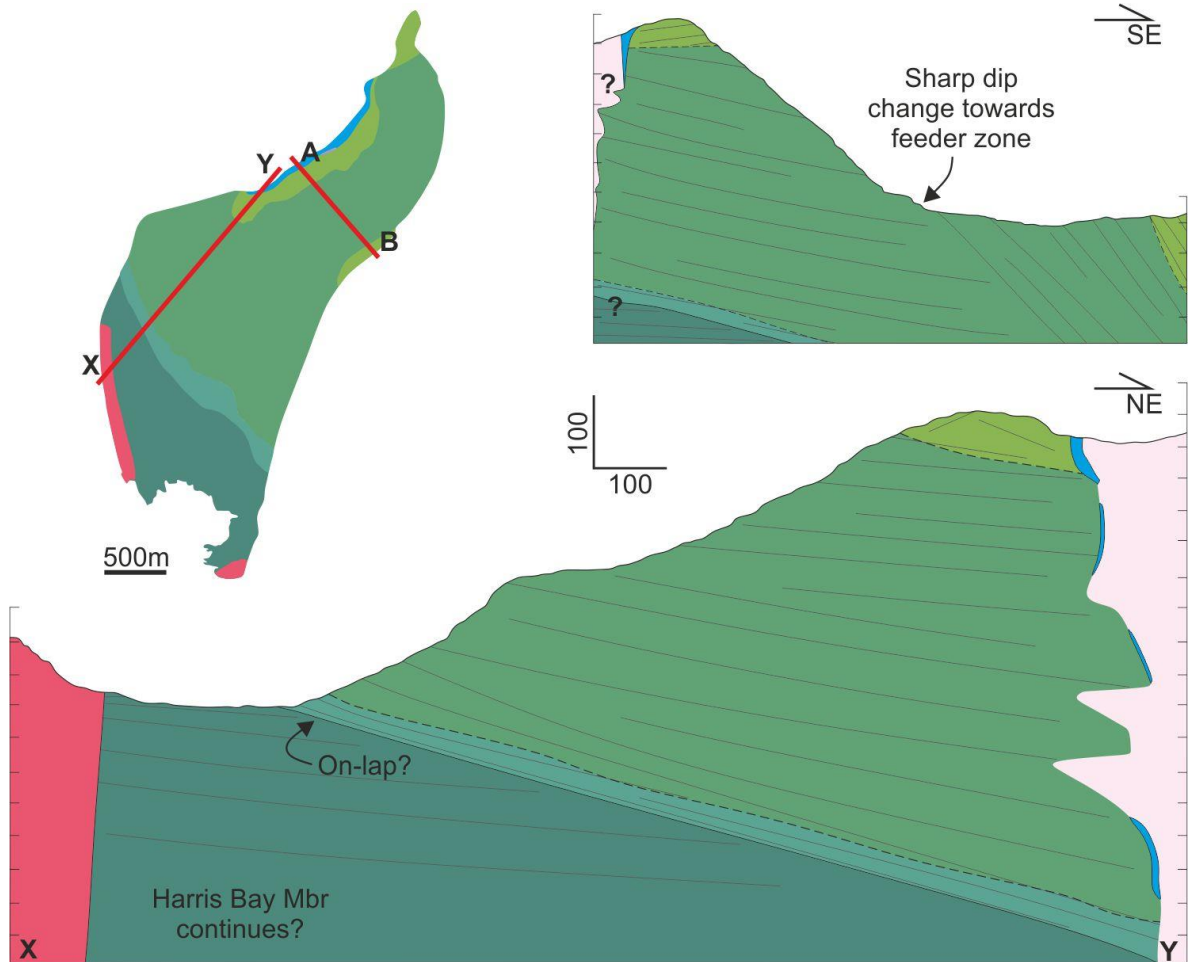 SE
?
Sharp dip
change towards
feeder zone
A
Y
B
?
X
NE
100
100
500m
On-lap?
Harris Bay Mbr
continues?
X
Y